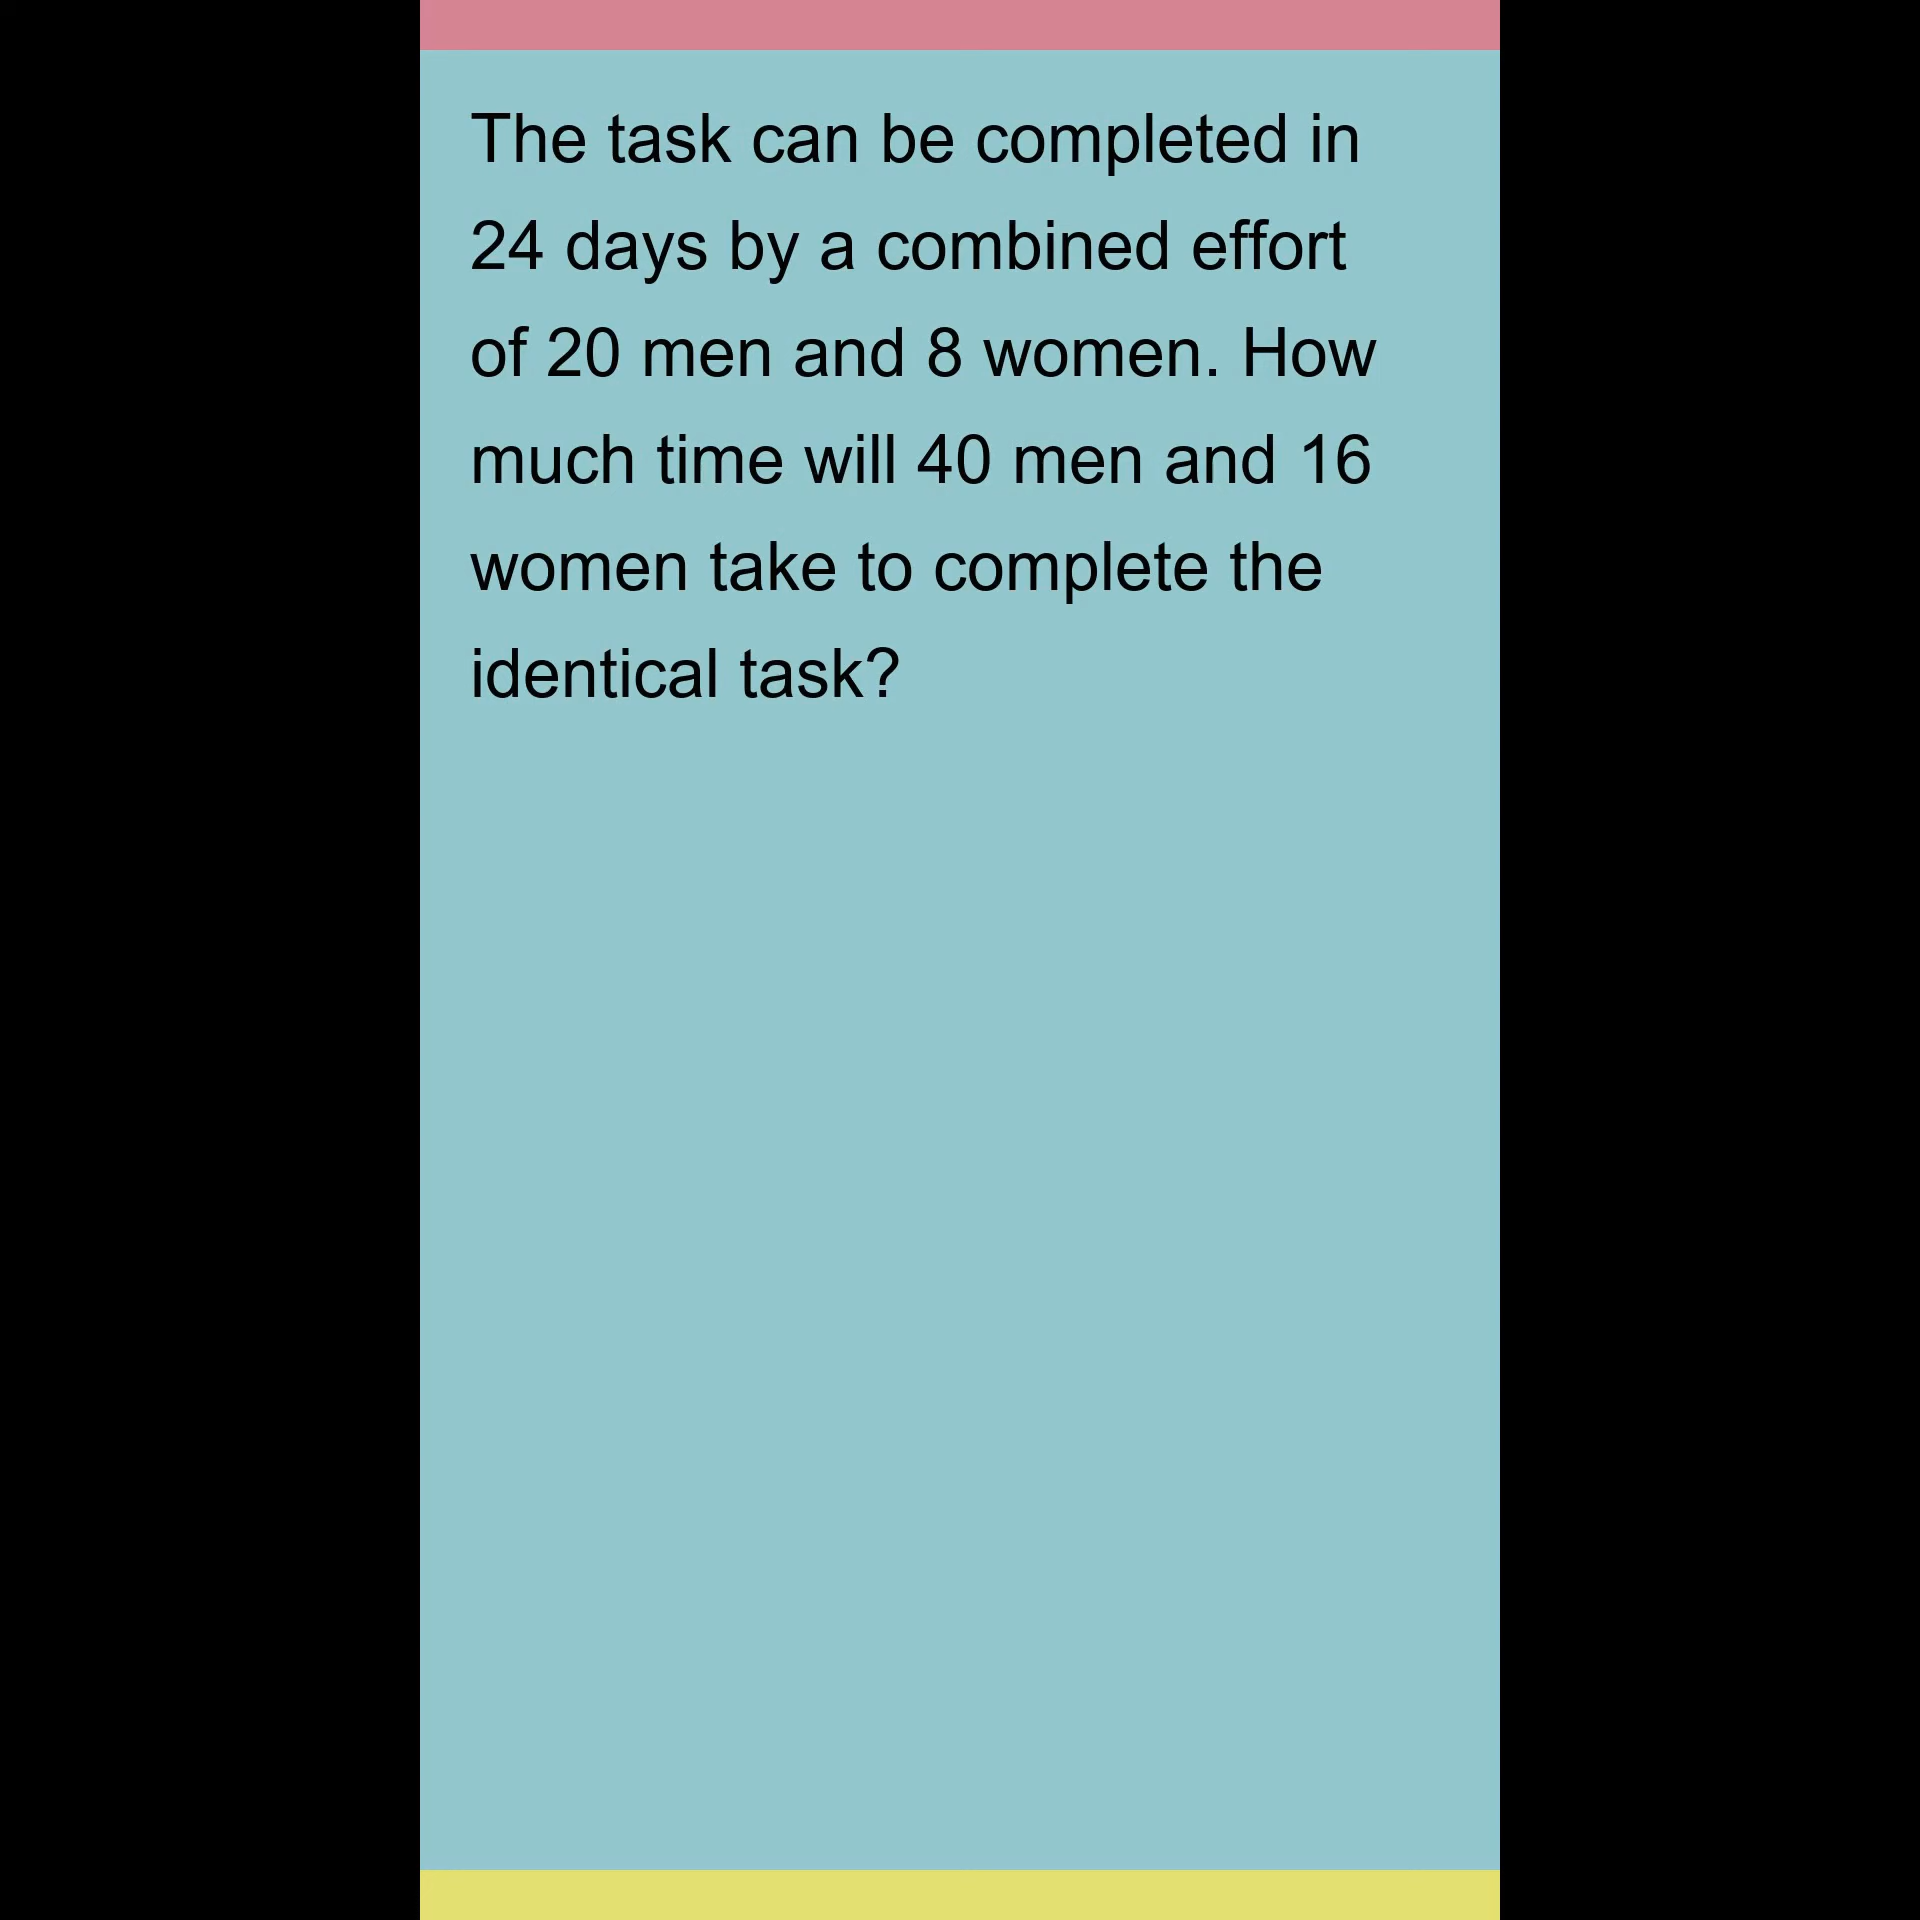 The task can be completed in
24 days by a combined effort
of 20 men and 8 women. How
much time will 40 men and 16
women take to complete the
identical task?